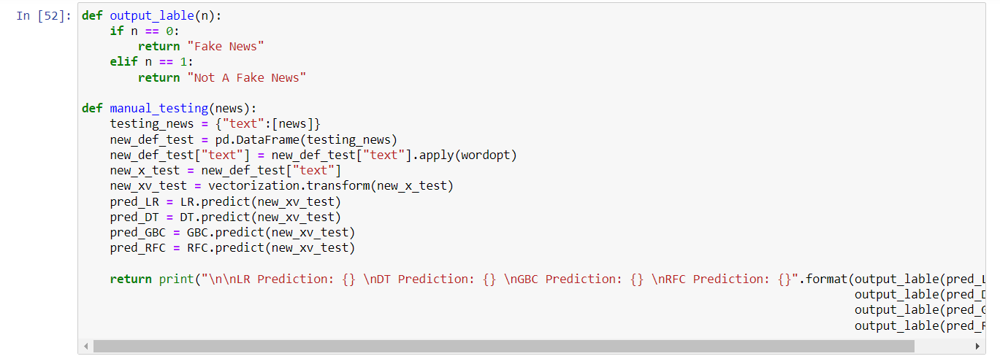 In [52]: def output_lable(n):
    if n == 0:
        return "Fake News"
    elif n == 1:
        return "Not A Fake News"
def manual_testing(news):
    testing_news = {"text":[news]}
    new_def_test = pd.DataFrame(testing_news)
    new_def_test["text"] = new_def_test["text"].apply(wordopt)
    new_x_test = new_def_test["text"]
    new_xv_test = vectorization.transform(new_x_test)
    pred_LR = LR.predict(new_xv_test)
    pred_DT = DT.predict(new_xv_test)
    pred_GBC = GBC.predict(new_xv_test)
    pred_RFC = RFC.predict(new_xv_test)
    return print("\n\nLR Prediction: {} \nDT Prediction: {} \nGBC Prediction: {} \nRFC Prediction: {}".format(output_lable(pred_L
output_lable(pred_D
output_lable(pred_G
output_lable(pred_R